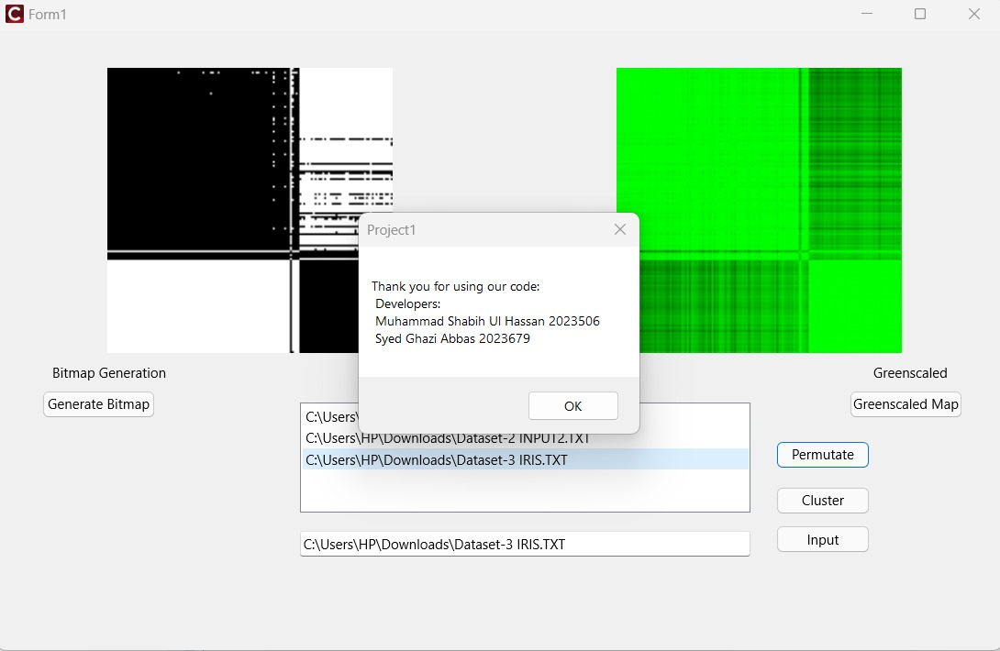 Form1
Project1
Thank you for using our code:
Developers:
Muhammad Shabih Ul Hassan 2023506
Syed Ghazi Abbas 2023679
OK
Bitmap Generation
Generate Bitmap
Greenscaled
Greenscaled Map
C:\Users\
C:\Users\HP\Downloads\Dataset-2 INPUT2.TXT
C:\Users\HP\Downloads\Dataset-3 IRIS.TXT
C:\Users\HP\Downloads\Dataset-3 IRIS.TXT
Permutate
Cluster
Input